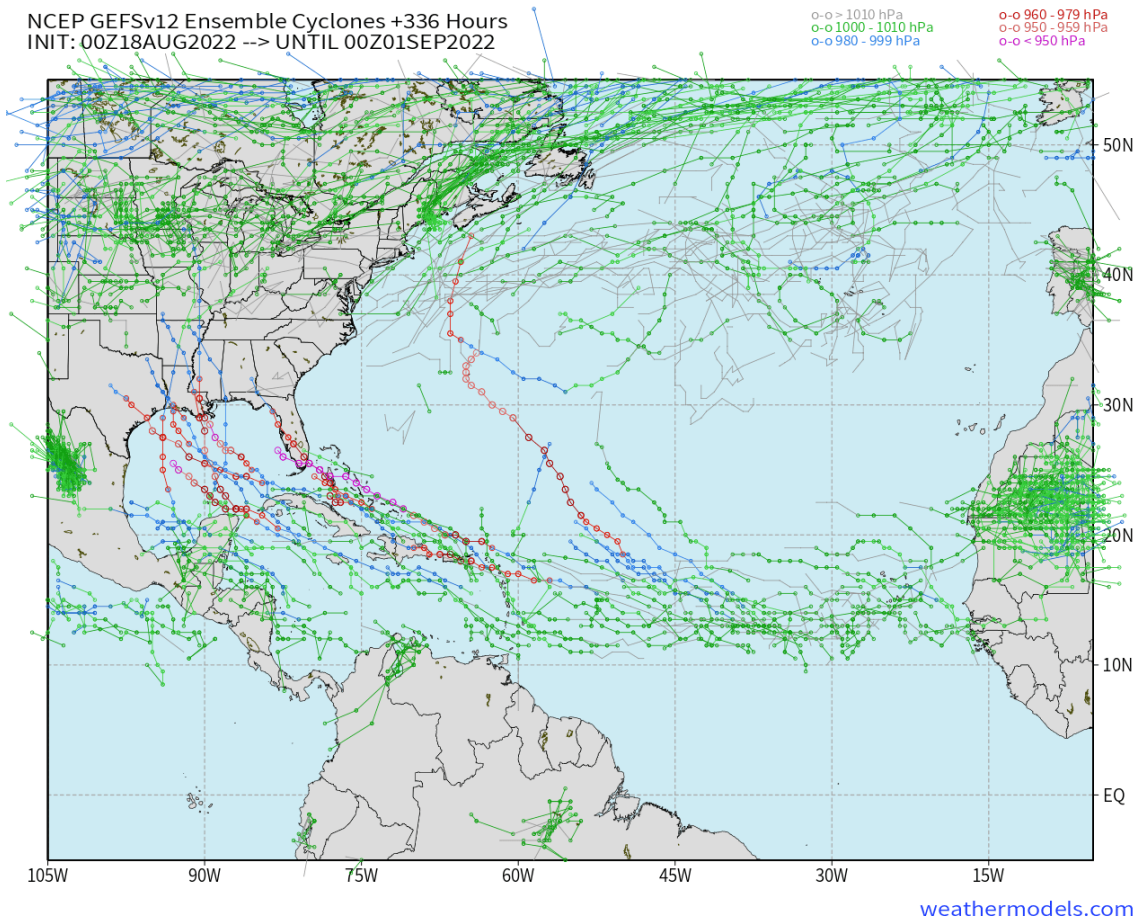 NCEP GEFSv12 Ensemble Cyclones +336 Hours
INIT: 00Z18AUG2022 --> UNTIL 00Z01SEP2022
o-o > 1010 hPa
o-o 1000 - 1010 hPa
o-o 980 - 999 hPa
o-o 960 - 979 hPa
o-o 950 - 959 hPa
o-o < 950 hPa
50N
40N
30N
20N
10N
EQ
105W 90W 75W 60W 45W 30W 15W
weathermodels.com